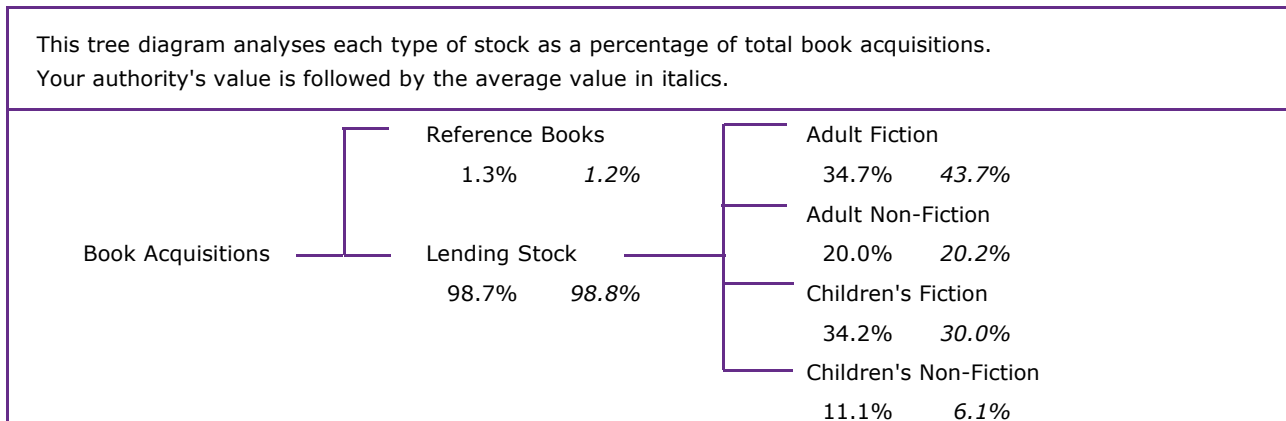 This tree diagram analyses each type of stock as a percentage of total book acquisitions.
Your authority's value is followed by the average value in italics.
Reference Books
1.3% 1.2%
Book Acquisitions
Lending Stock
98.7% 98.8%
Adult Fiction
34.7% 43.7%
Adult Non-Fiction
20.0% 20.2%
Children's Fiction
34.2% 30.0%
Children's Non-Fiction
11.1% 6.1%